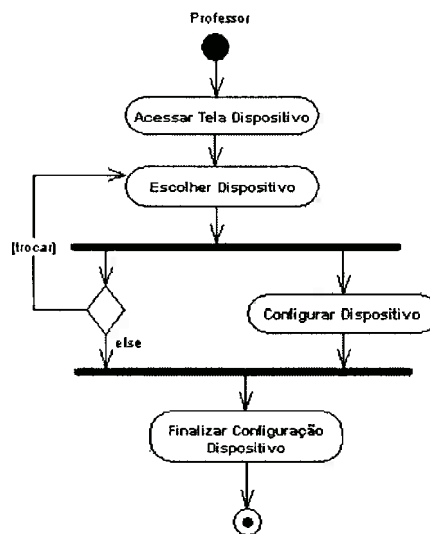 Professor
Acessar Tela Dispositivo
Escolher Dispositivo
[trocar]
Configurar Dispositivo
else
Finalizar Configuração
Dispositivo